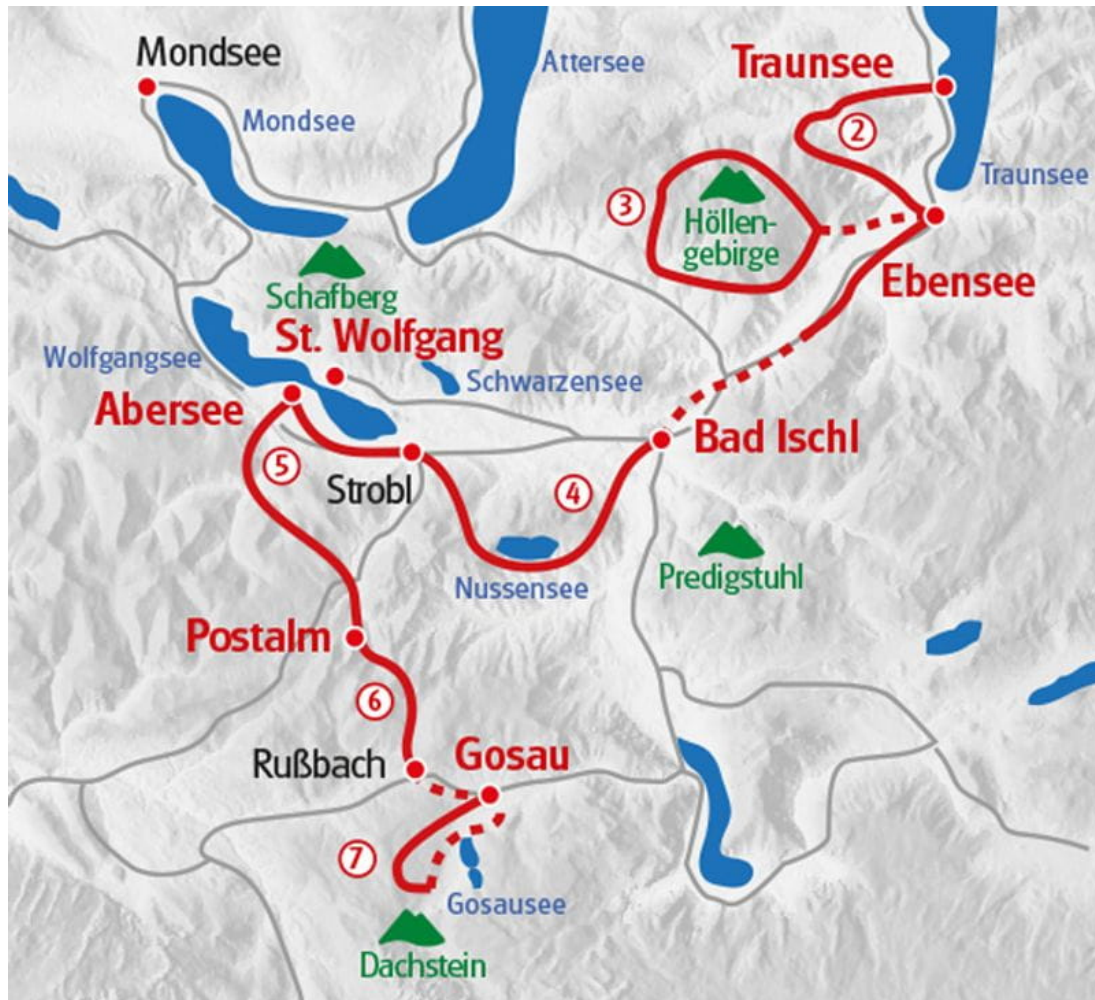 Mondsee
Attersee
Traunsee
Mondsee
2
Traunsee
3
Höllen-
gebirge
Schafberg
Ebensee
St. Wolfgang
Wolfgangsee
Schwarzensee
Abersee
Bad Ischl
5
Strobl
4
Nussensee
Predigstuhl
Postalm
6
Rußbach
Gosau
7
Gosausee
Dachstein